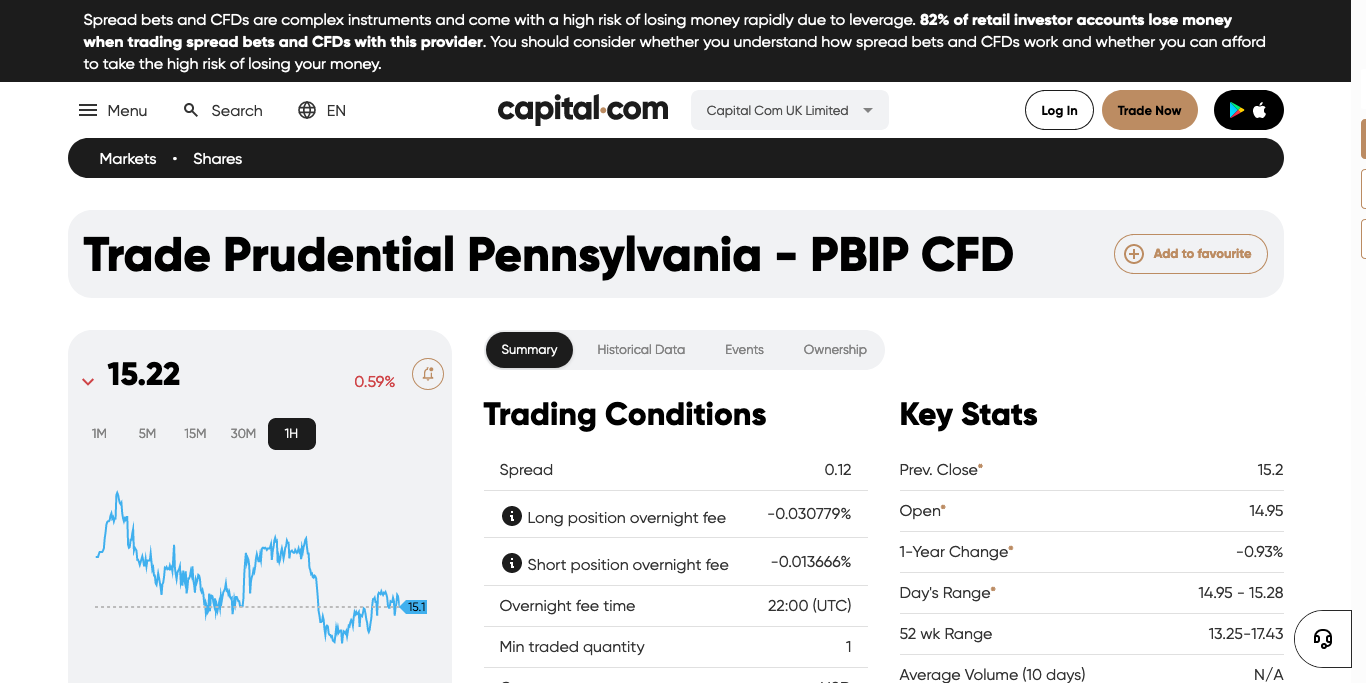 Spread bets and CFDs are complex instruments and come with a high risk of losing money rapidly due to leverage. 82% of retail investor accounts lose money
when trading spread bets and CFDs with this provider. You should consider whether you understand how spread bets and CFDs work and whether you can afford
to take the high risk of losing your money.
Menu
Search
EN
capital.com
Capital Com UK Limited
Log In
Trade Now
Markets • Shares
Trade Prudential Pennsylvania - PBIP CFD
Add to favourite
15.22
0.59%
1M 5M 15M 30M 1H
15.1
Summary
Historical Data
Events
Ownership
Trading Conditions
Spread 0.12
Long position overnight fee -0.030779%
Short position overnight fee -0.013666%
Overnight fee time 22:00 (UTC)
Min traded quantity 1
Key Stats
Prev. Close* 15.2
Open* 14.95
1-Year Change* -0.93%
Day's Range* 14.95 - 15.28
52 wk Range 13.25-17.43
Average Volume (10 days) N/A